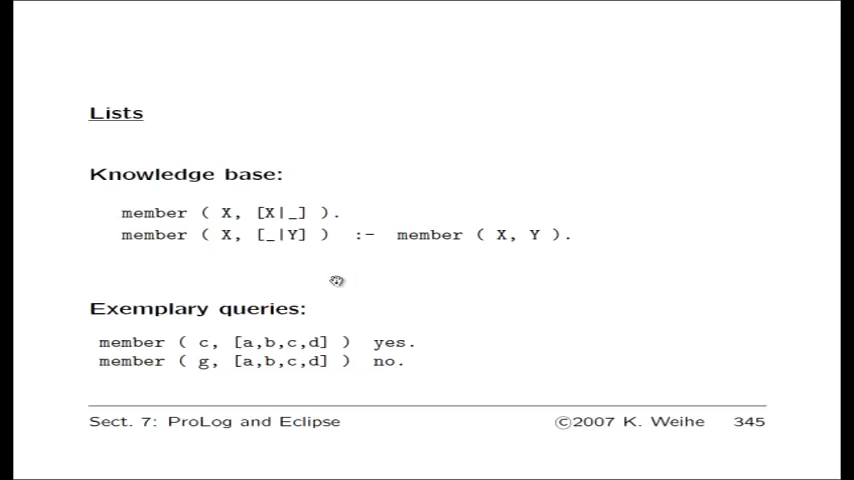 Lists
Knowledge base:
member ( X, [X|_] ).
member ( X, [_|Y] ) :- member ( X, Y ).
Exemplary queries:
member ( c, [a,b,c,d] ) yes.
member ( g, [a,b,c,d] ) no.
Sect. 7: ProLog and Eclipse ©2007 K. Weihe 345